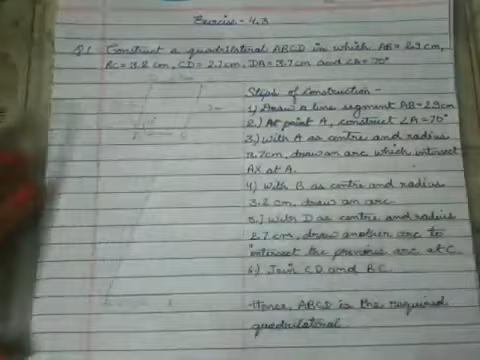 Exercise - 4.3
Q1 Construct a quadrilateral ABCD in which AB = 2.9 cm,
BC = 3.2 cm, CD = 2.7 cm, DA = 3.7 cm and ∠A = 70°
Steps of Construction -
1) Draw a line segment AB = 2.9 cm
2.) At point A, construct ∠A = 70°
3.) With A as centre and radius
3.7cm, draw an arc which intersect
AX at A.
4) With B as centre and radius
3.2 cm, draw an arc.
5.) With D as centre and radius
2.7 cm, draw another arc to
intersect the previous arc at C.
6) Join CD and BC.
Hence, ABCD is the required
quadrilateral